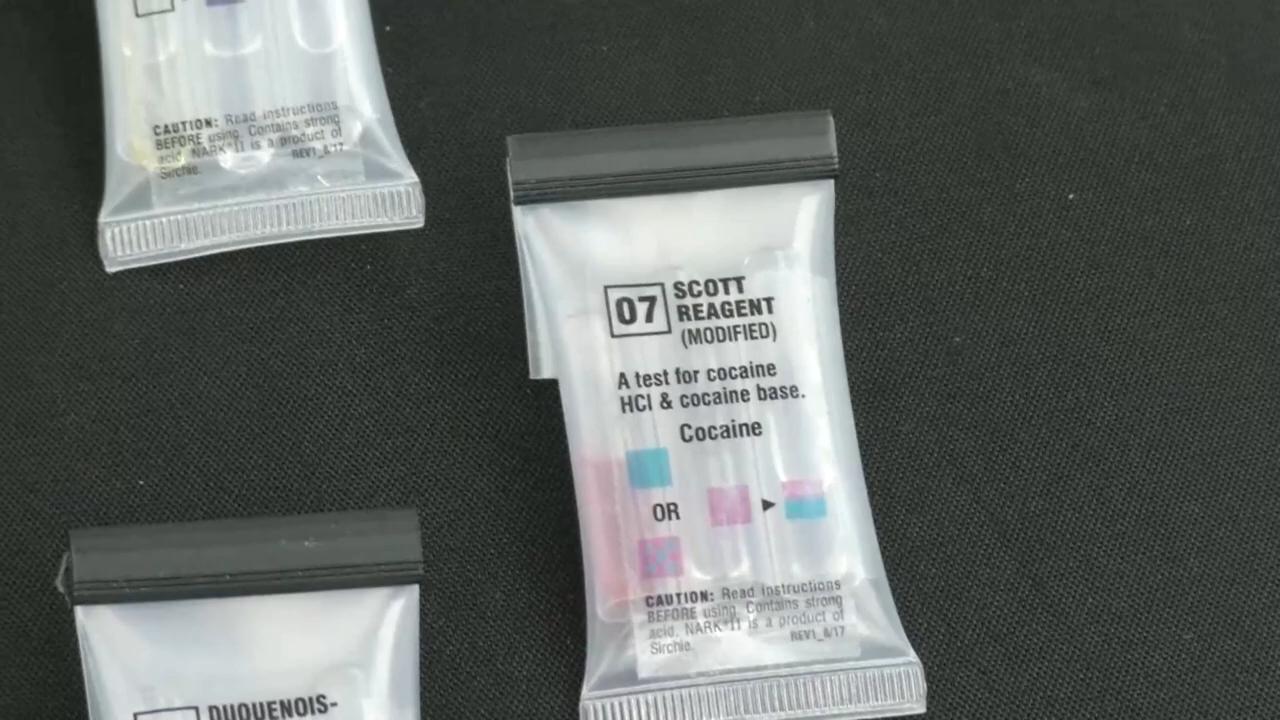 CAUTION: Read instructions
BEFORE using. Contains strong
acid. NARK®II is a product of
Sirchie.
REV1_8/17
07
SCOTT
REAGENT
(MODIFIED)
A test for cocaine
HCl & cocaine base.
Cocaine
OR
CAUTION: Read Instructions
BEFORE using. Contains strong
acid. NARK®II is a product of
Sirchie.
REV1_8/17
DUQUENOIS-